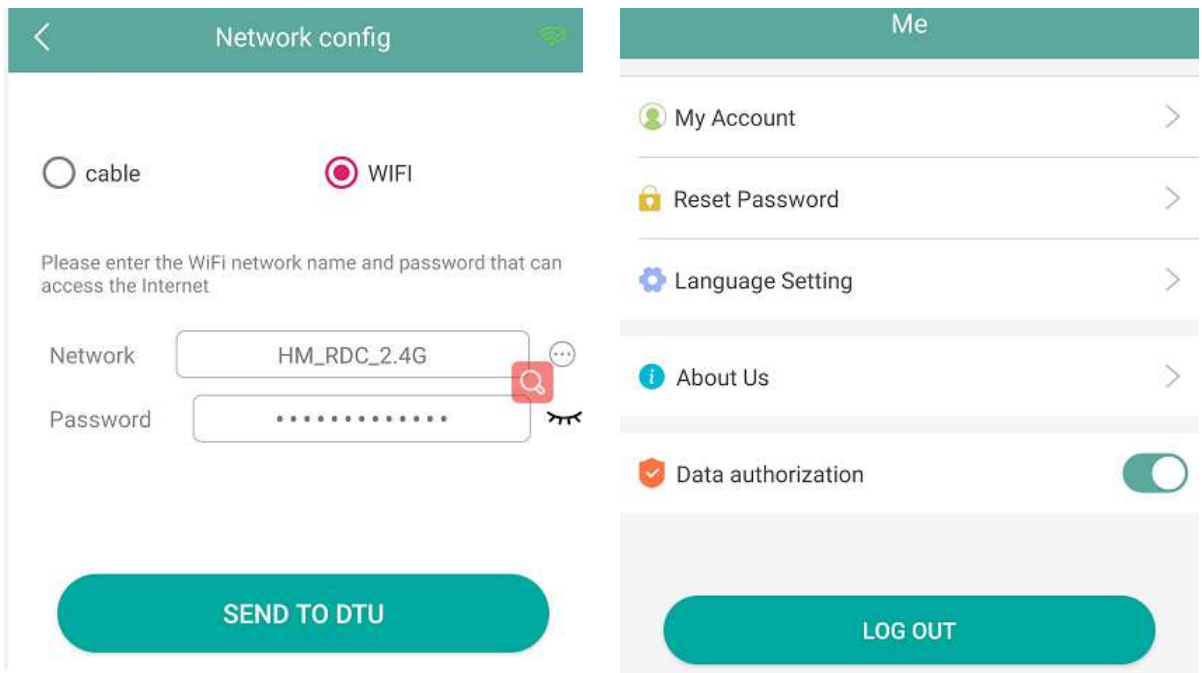 Network config
cable
WIFI
Please enter the WiFi network name and password that can
access the Internet
Network
HM_RDC_2.4G
Password
•••••••••••••
SEND TO DTU
Me
My Account
Reset Password
Language Setting
About Us
Data authorization
LOG OUT